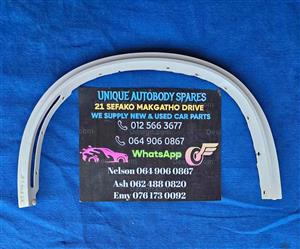 UNIQUE AUTOBODY SPARES
21 SEFAKO MAKGATHO DRIVE
WE SUPPLY NEW & USED CAR PARTS
012 566 3677
064 906 0867
WhatsApp
Nelson 064 906 0867
Ash 062 488 0820
Emy 076 173 0092